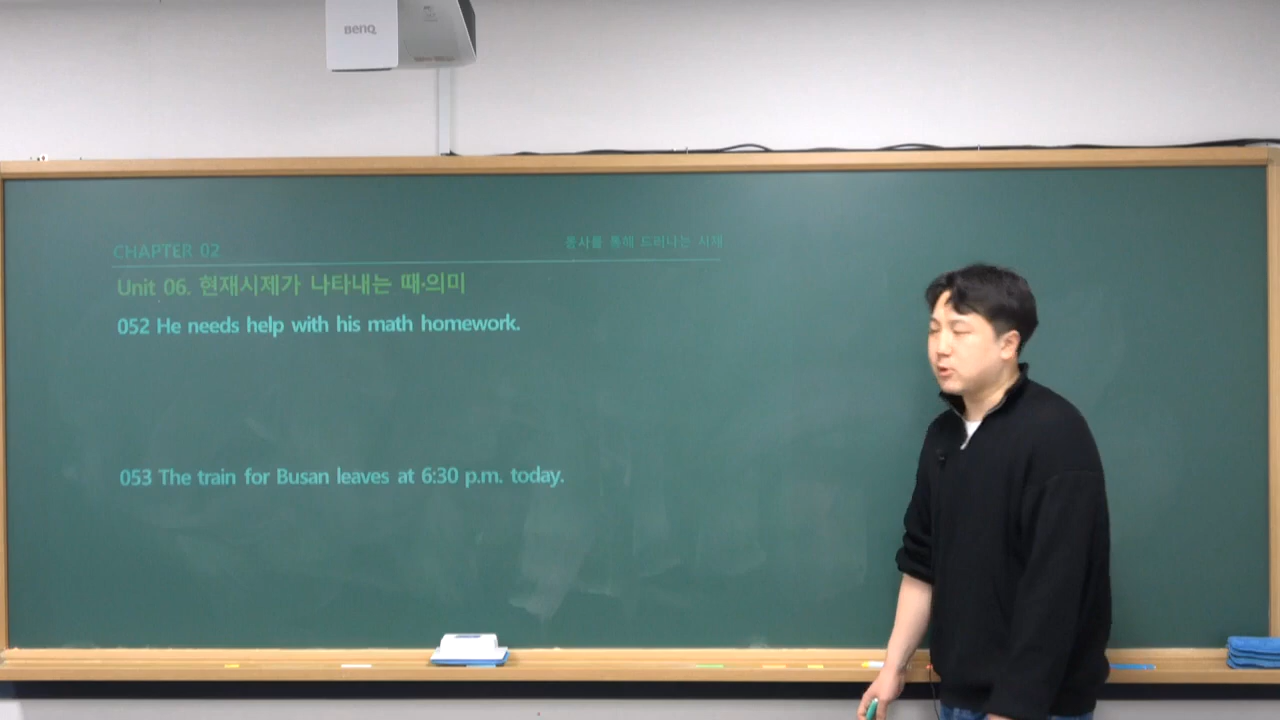 BenQ
CHAPTER 02
동사를 통해 드러나는 시제
Unit 06. 현재시제가 나타내는 때·의미
052 He needs help with his math homework.
053 The train for Busan leaves at 6:30 p.m. today.